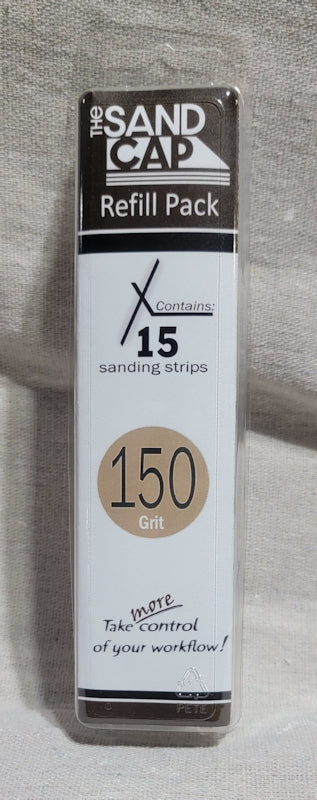 THE SAND
CAP
Refill Pack
Contains:
15
sanding strips
150
Grit
more
Take control
of your workflow!
PETE